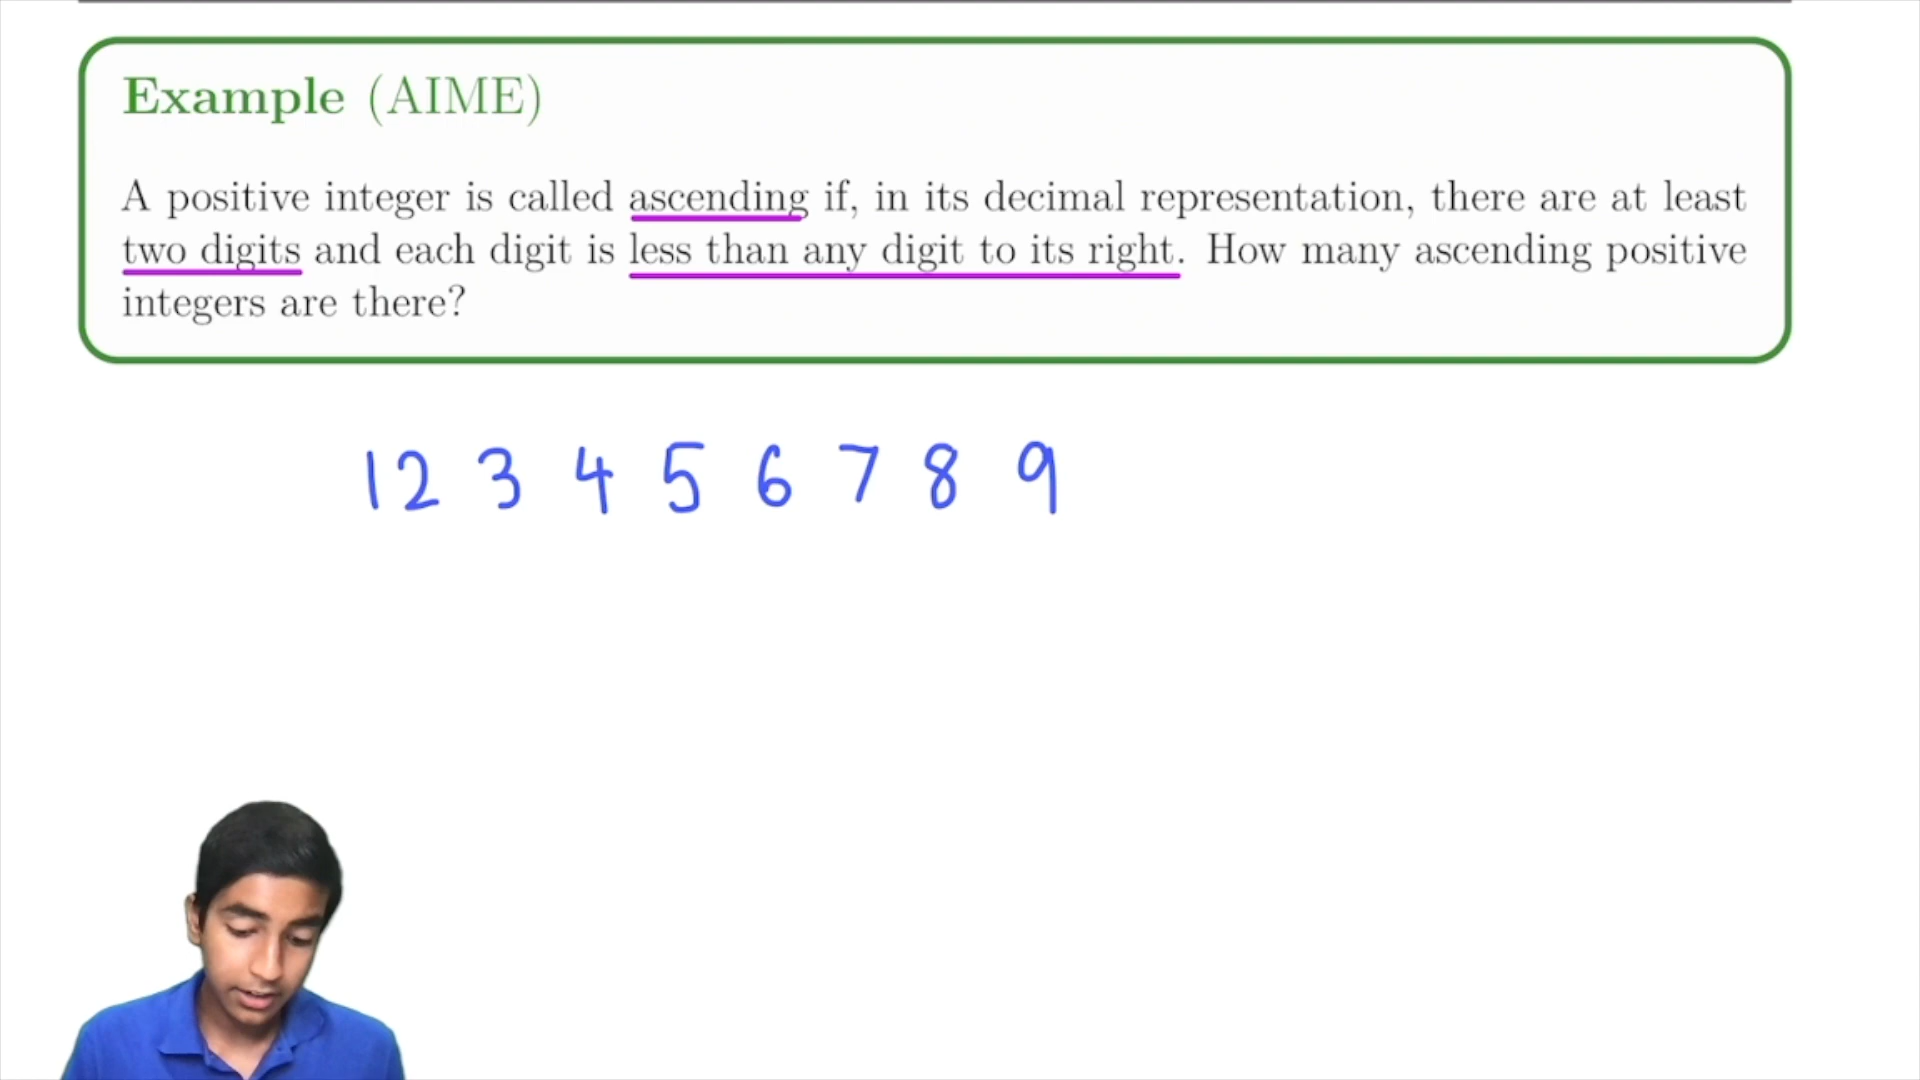 Example (AIME)
A positive integer is called ascending if, in its decimal representation, there are at least
two digits and each digit is less than any digit to its right. How many ascending positive
integers are there?
1 2 3 4 5 6 7 8 9